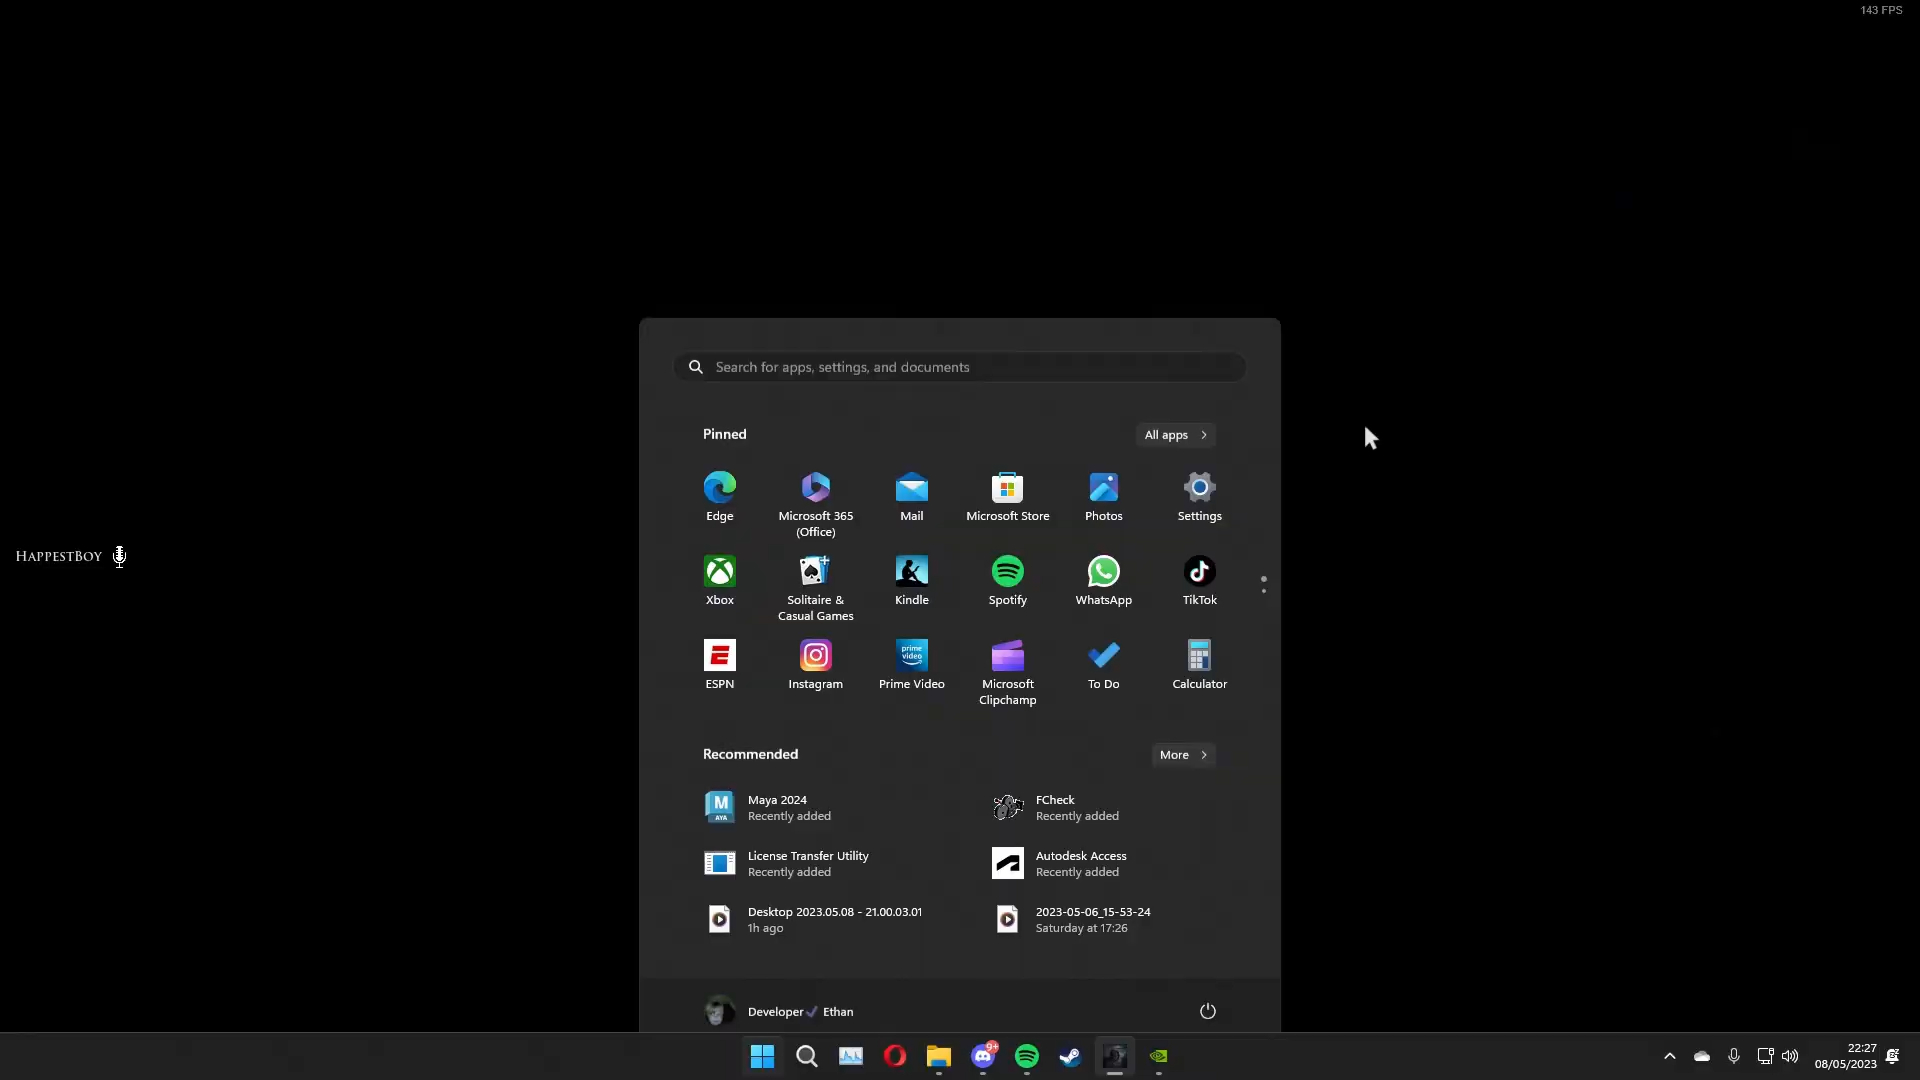 143 FPS
Search for apps, settings, and documents
Pinned
All apps
Edge
Microsoft 365
(Office)
Mail
Microsoft Store
Photos
Settings
HappestBoy
Xbox
Solitaire &
Casual Games
Kindle
Spotify
WhatsApp
TikTok
ESPN
Instagram
prime
video
Prime Video
Microsoft
Clipchamp
To Do
Calculator
Recommended
More
M
AYA
Maya 2024
Recently added
FCheck
Recently added
License Transfer Utility
Recently added
Autodesk Access
Recently added
Desktop 2023.05.08 - 21.00.03.01
1h ago
2023-05-06_15-53-24
Saturday at 17:26
Developer Ethan
9+
22:27
08/05/2023